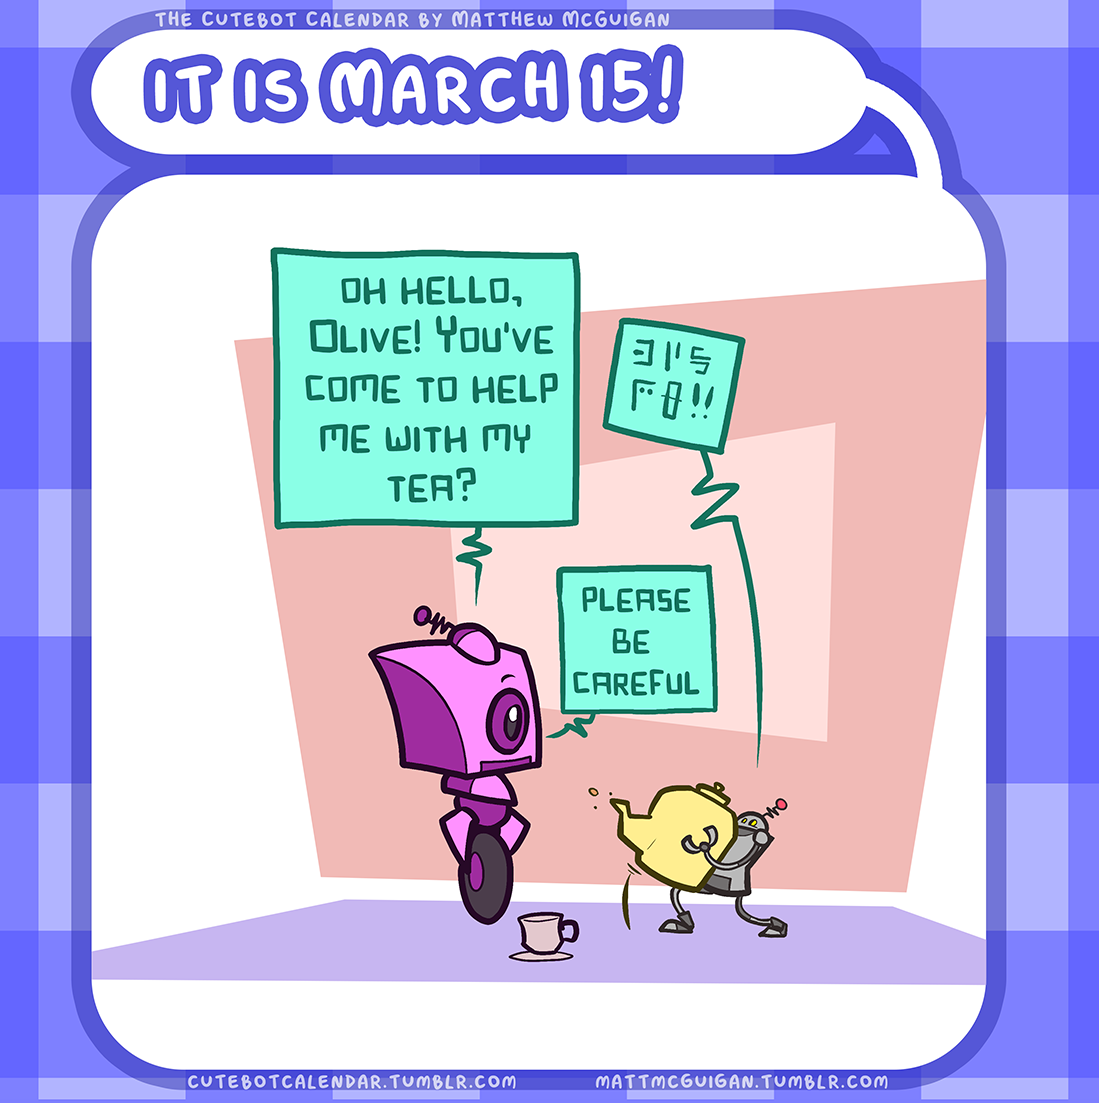 THE CUTEBOT CALENDAR BY MATTHEW MCGUIGAN
IT IS MARCH 15!
OH HELLO,
OLIVE! YOU'VE
COME TO HELP
ME WITH MY
TEA?
PLEASE
BE
CAREFUL
CUTEBOTCALENDAR.TUMBLR.COM
MATTMCGUIGAN.TUMBLR.COM